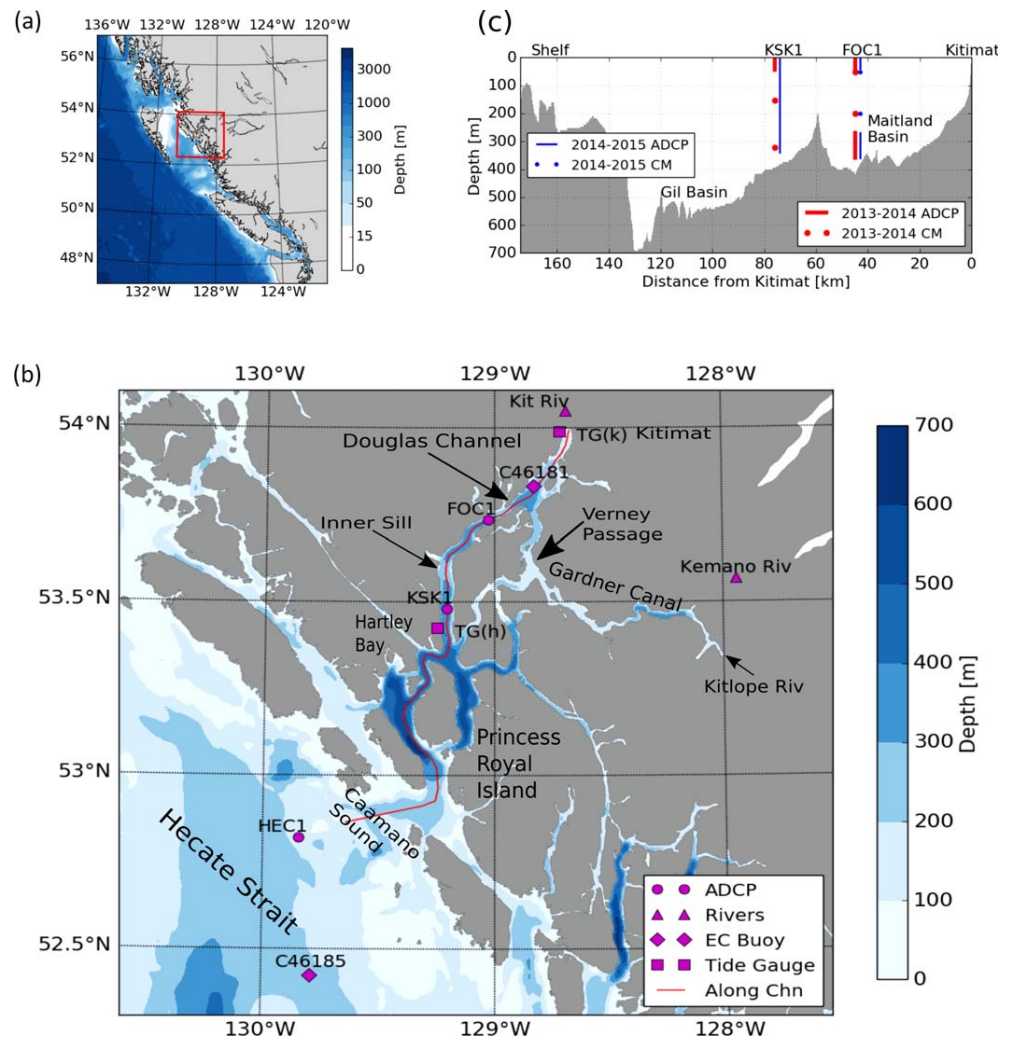 (a)
136°W 132°W 128°W 124°W 120°W
56°N
54°N
52°N
50°N
48°N
132°W 128°W 124°W
3000
1000
300
100
50
15
0
Depth [m]
(c)
Shelf KSK1 FOC1 Kitimat
0
100
200
300
400
500
600
700
Depth [m]
2014-2015 ADCP
2014-2015 CM
Maitland
Basin
Gil Basin
2013-2014 ADCP
2013-2014 CM
160 140 120 100 80 60 40 20 0
Distance from Kitimat [km]
(b)
130°W 129°W 128°W
54°N
53.5°N
53°N
52.5°N
Kit Riv
TG(k) Kitimat
Douglas Channel
C46181
FOC1
Verney
Passage
Inner Sill
Kemano Riv
Gardner Canal
KSK1
Hartley
Bay
TG(h)
Kitlope Riv
Princess
Royal
Island
Caamano
Sound
HEC1
Hecate Strait
C46185
ADCP
Rivers
EC Buoy
Tide Gauge
Along Chn
130°W 129°W 128°W
700
600
500
400
300
200
100
0
Depth [m]